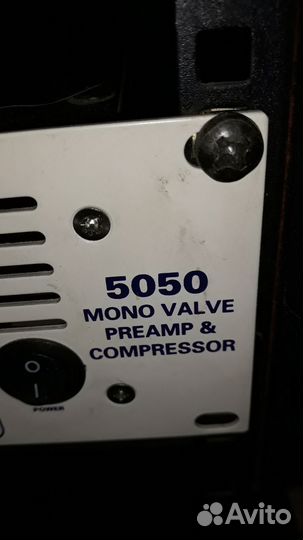 5050
MONO VALVE
PREAMP &
COMPRESSOR
POWER
Avito